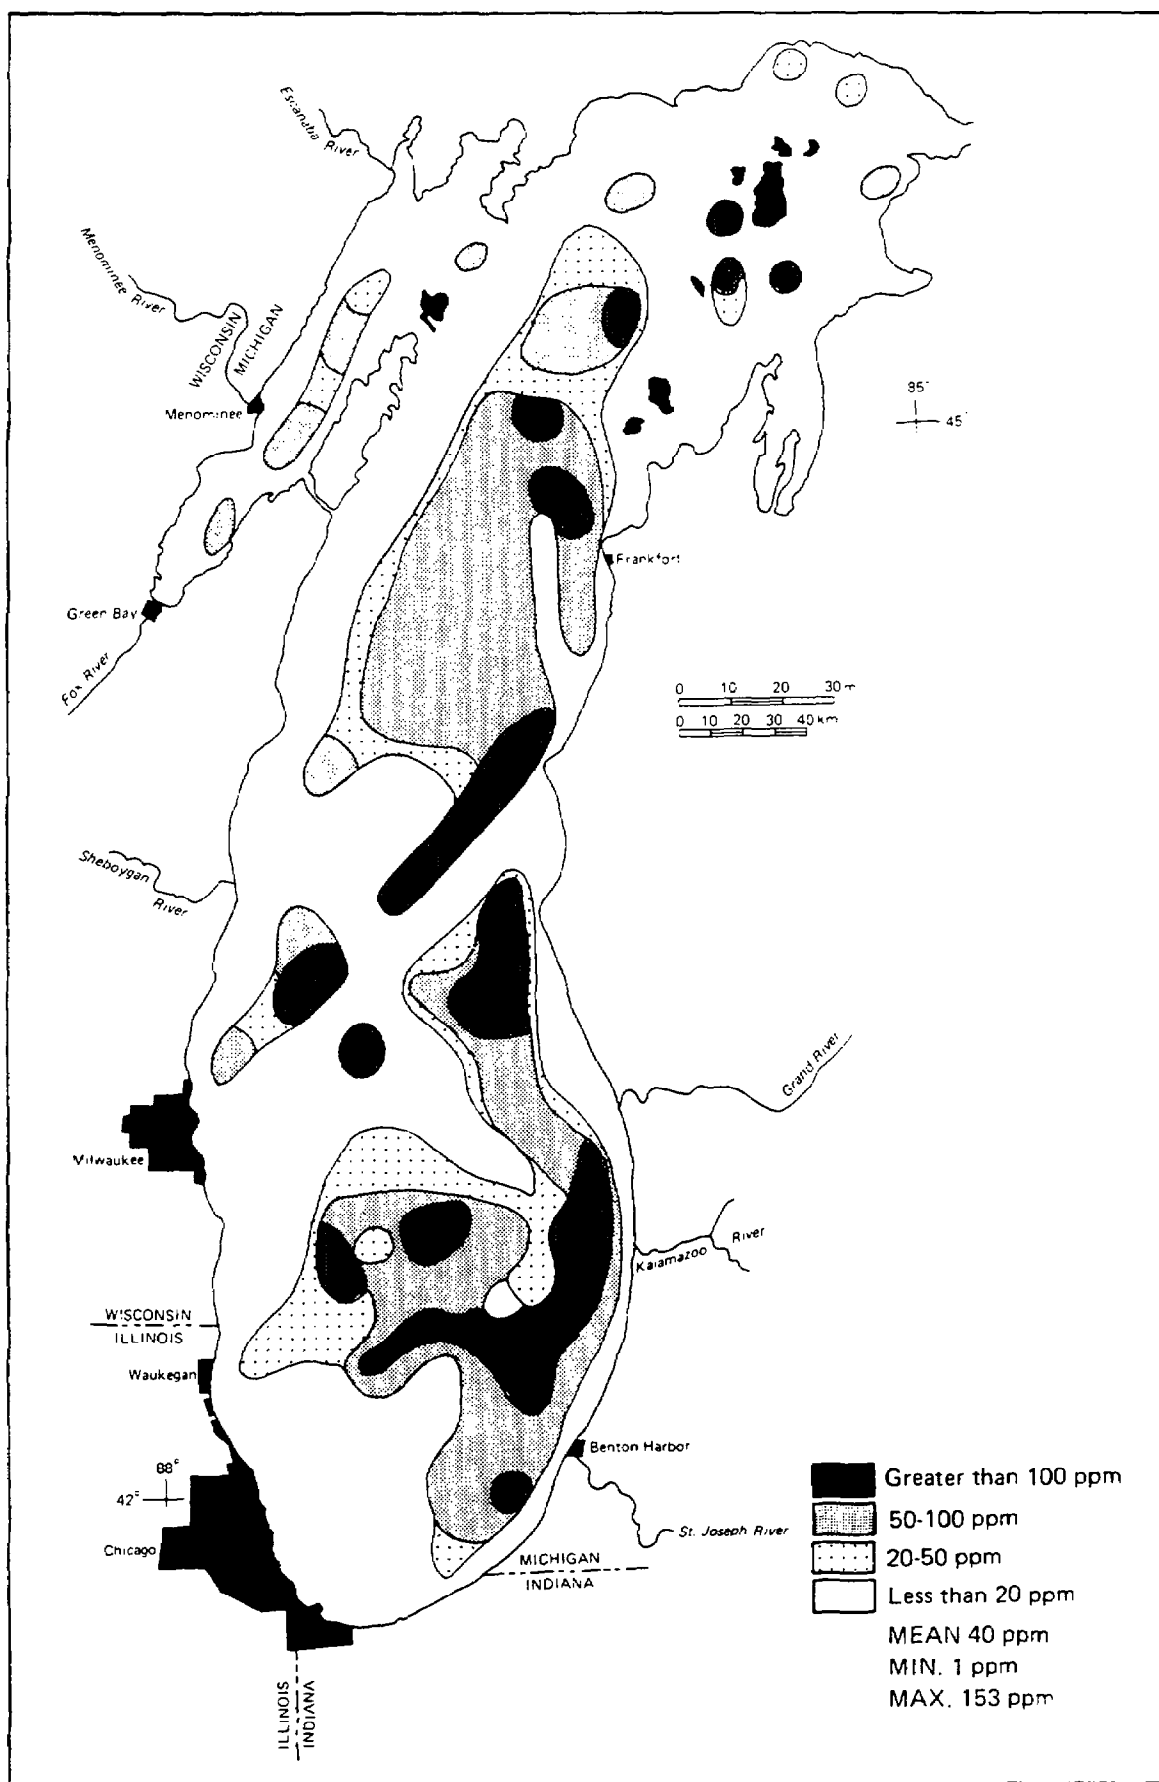 Escanaba
River
Menominee River
WISCONSIN
MICHIGAN
Menominee
85°
45°
Frankfort
Green Bay
Fox River
0 10 20 30 m
0 10 20 30 40 km
Sheboygan
River
Grand River
Milwaukee
Kalamazoo River
WISCONSIN
ILLINOIS
Waukegan
Benton Harbor
88°
42°
St. Joseph River
Chicago
MICHIGAN
INDIANA
ILLINOIS
INDIANA
Greater than 100 ppm
50-100 ppm
20-50 ppm
Less than 20 ppm
MEAN 40 ppm
MIN. 1 ppm
MAX. 153 ppm